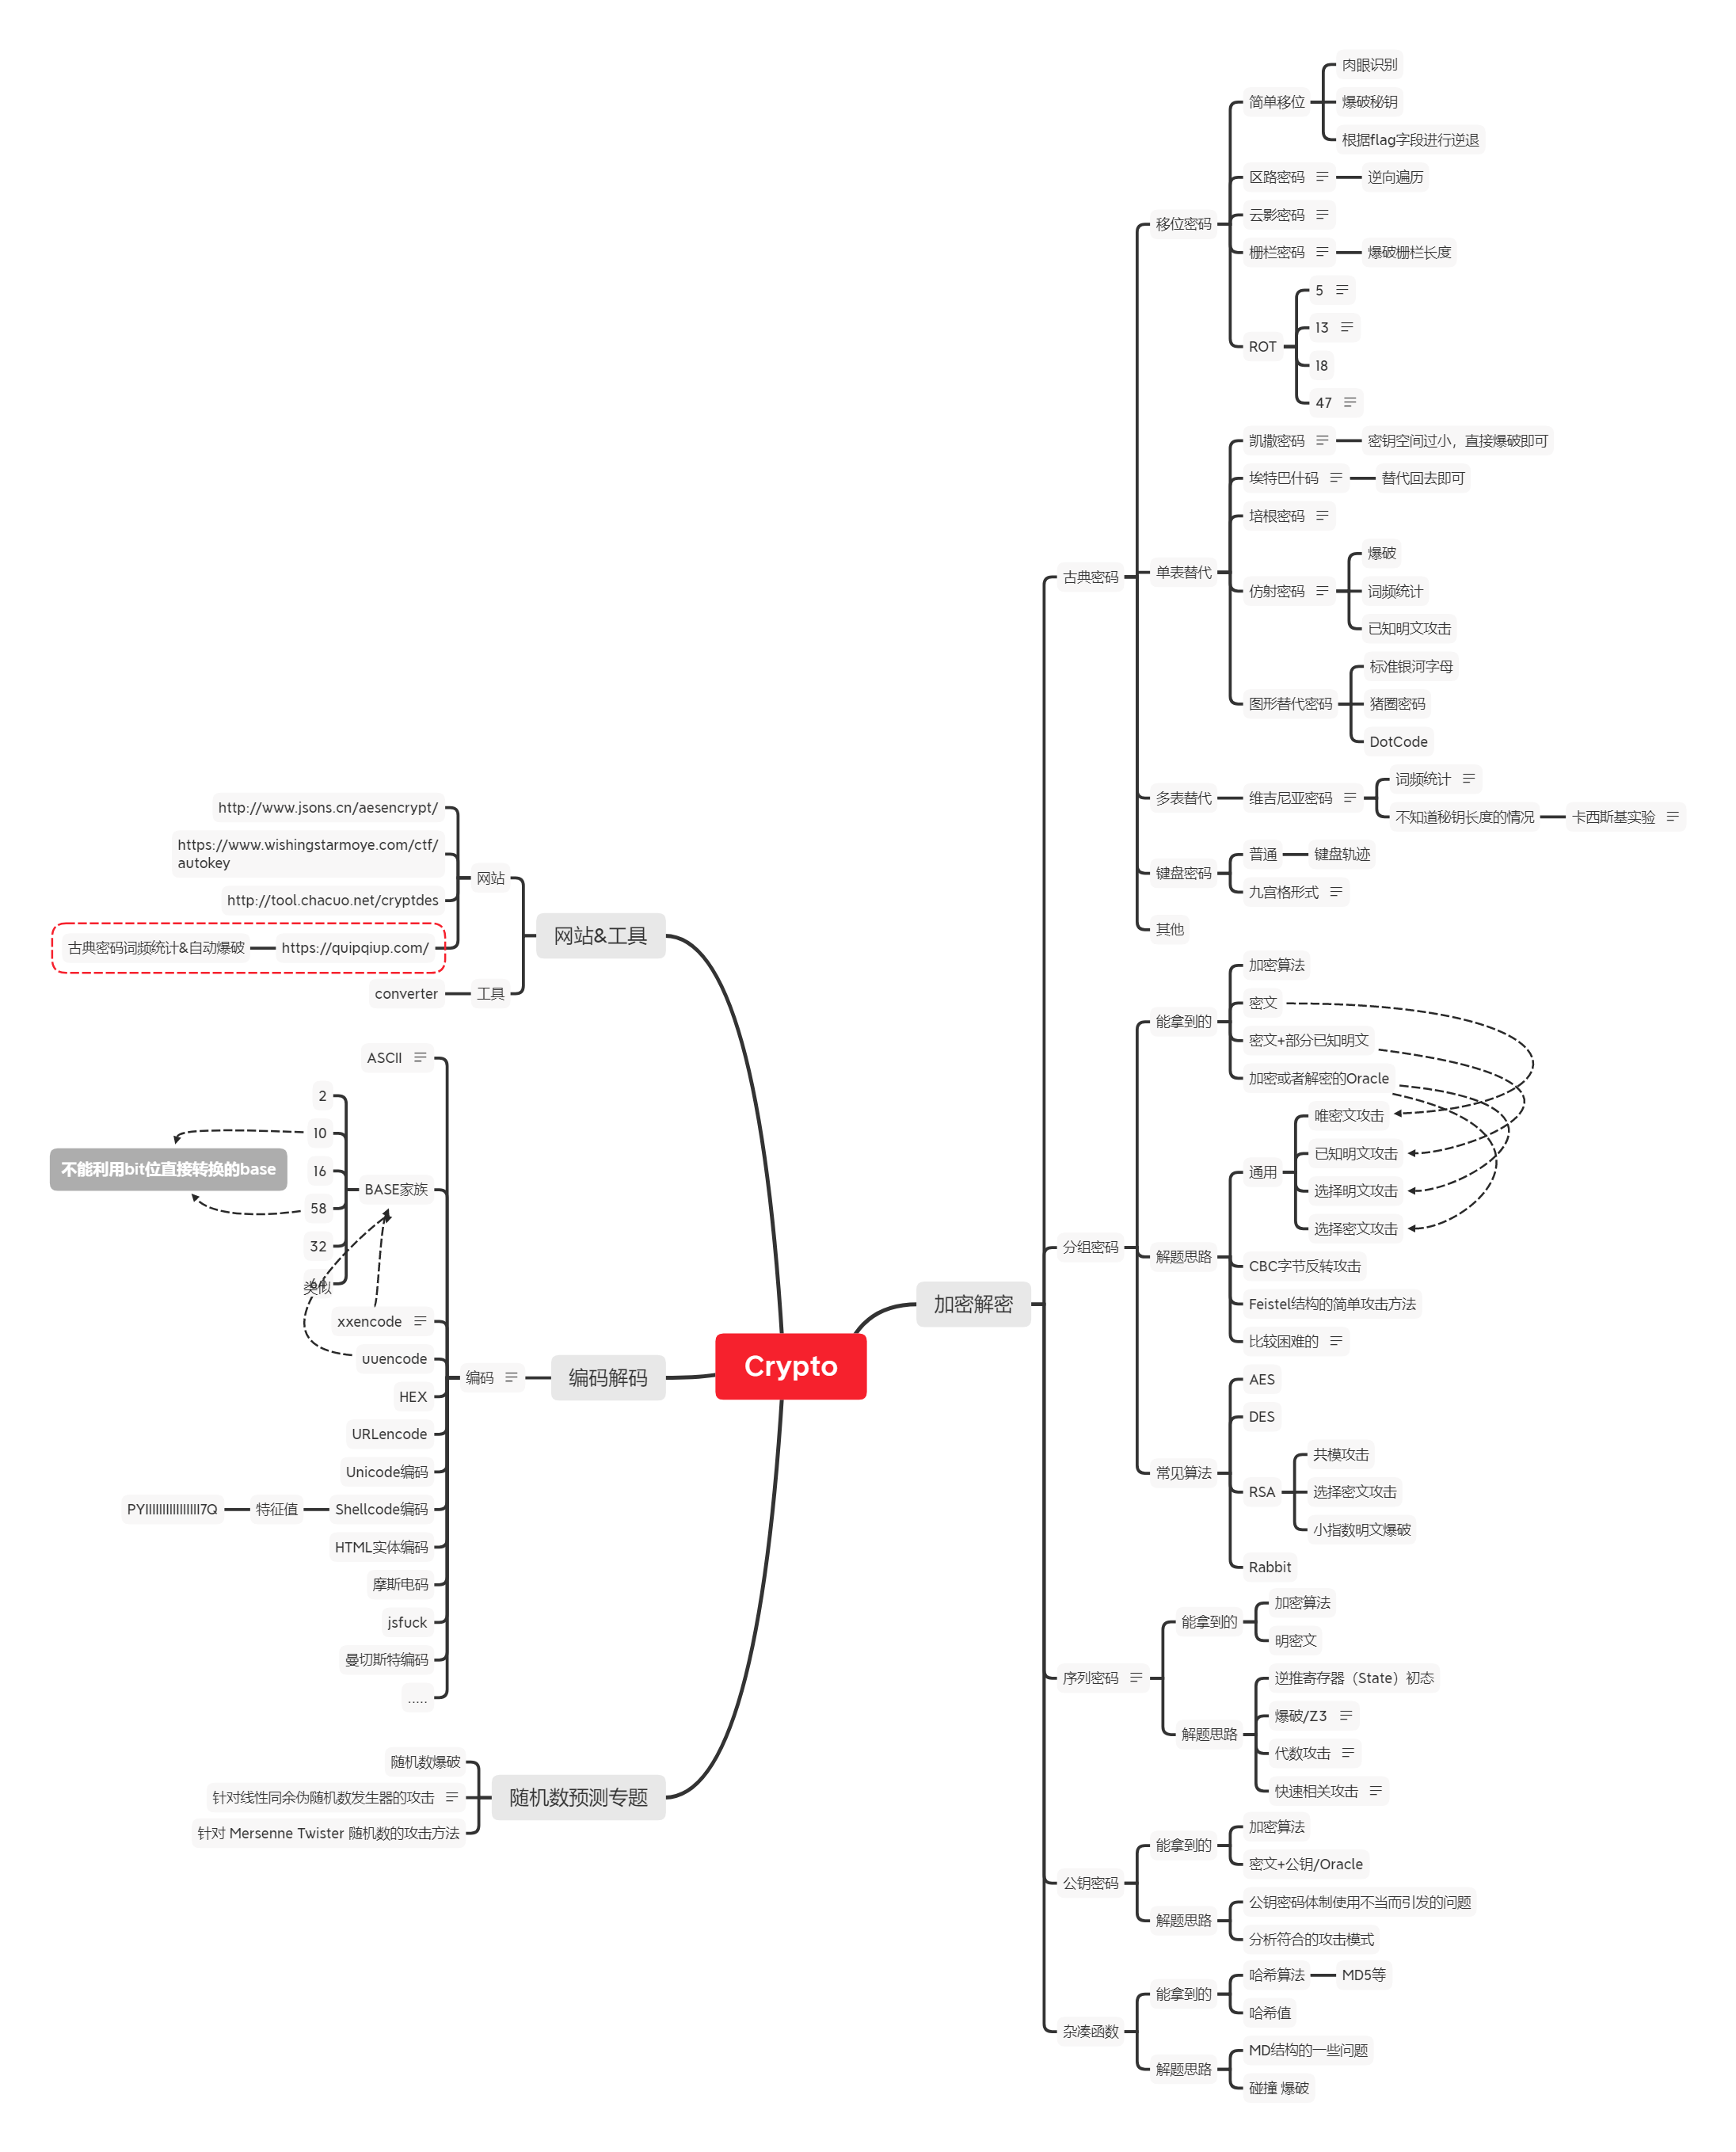 Crypto
加密解密
古典密码
移位密码
简单移位
肉眼识别
爆破秘钥
根据flag字段进行逆退
区路密码
逆向遍历
云影密码
栅栏密码
爆破栅栏长度
ROT
5
13
18
47
单表替代
凯撒密码
密钥空间过小，直接爆破即可
埃特巴什码
替代回去即可
培根密码
仿射密码
爆破
词频统计
已知明文攻击
图形替代密码
标准银河字母
猪圈密码
DotCode
多表替代
维吉尼亚密码
词频统计
不知道秘钥长度的情况
卡西斯基实验
键盘密码
普通
键盘轨迹
九宫格形式
其他
分组密码
能拿到的
加密算法
密文
密文+部分已知明文
加密或者解密的Oracle
解题思路
通用
唯密文攻击
已知明文攻击
选择明文攻击
选择密文攻击
CBC字节反转攻击
Feistel结构的简单攻击方法
比较困难的
常见算法
AES
DES
RSA
共模攻击
选择密文攻击
小指数明文爆破
Rabbit
序列密码
能拿到的
加密算法
明密文
解题思路
逆推寄存器（State）初态
爆破/Z3
代数攻击
快速相关攻击
公钥密码
能拿到的
加密算法
密文+公钥/Oracle
解题思路
公钥密码体制使用不当而引发的问题
分析符合的攻击模式
杂凑函数
能拿到的
哈希算法
MD5等
哈希值
解题思路
MD结构的一些问题
碰撞 爆破
网站&工具
网站
http://www.jsons.cn/aesencrypt/
https://www.wishingstarmoye.com/ctf/
autokey
http://tool.chacuo.net/cryptdes
https://quipqiup.com/
古典密码词频统计&自动爆破
工具
converter
编码解码
编码
ASCII
BASE家族
2
10
16
58
32
64
类似
不能利用bit位直接转换的base
xxencode
uuencode
HEX
URLencode
Unicode编码
Shellcode编码
特征值
HTML实体编码
摩斯电码
jsfuck
曼切斯特编码
.....
随机数预测专题
随机数爆破
针对线性同余伪随机数发生器的攻击
针对 Mersenne Twister 随机数的攻击方法